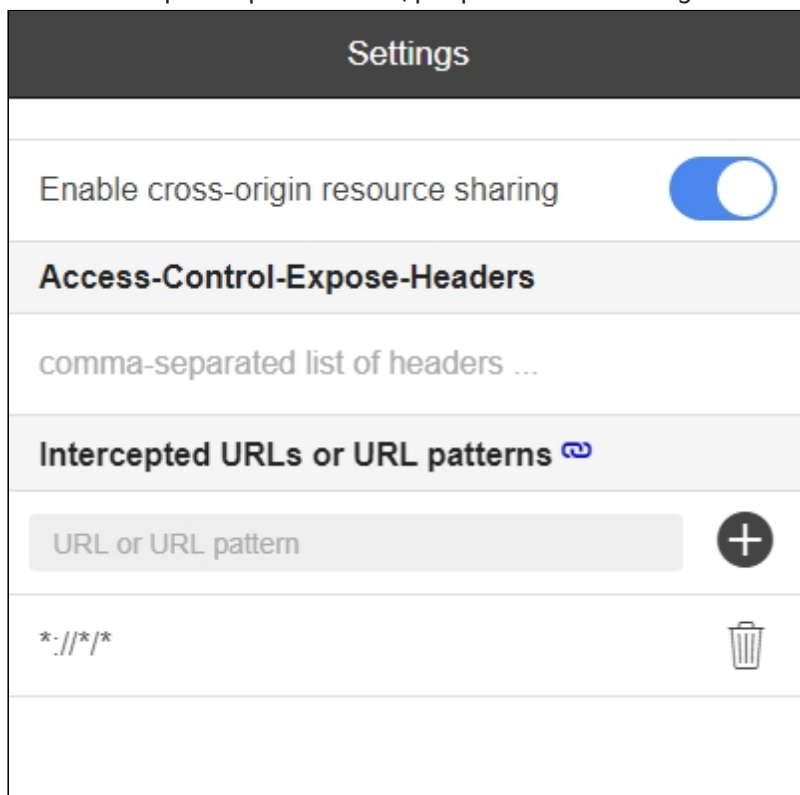 Settings
Enable cross-origin resource sharing
Access-Control-Expose-Headers
comma-separated list of headers ...
Intercepted URLs or URL patterns
URL or URL pattern
*://*/*